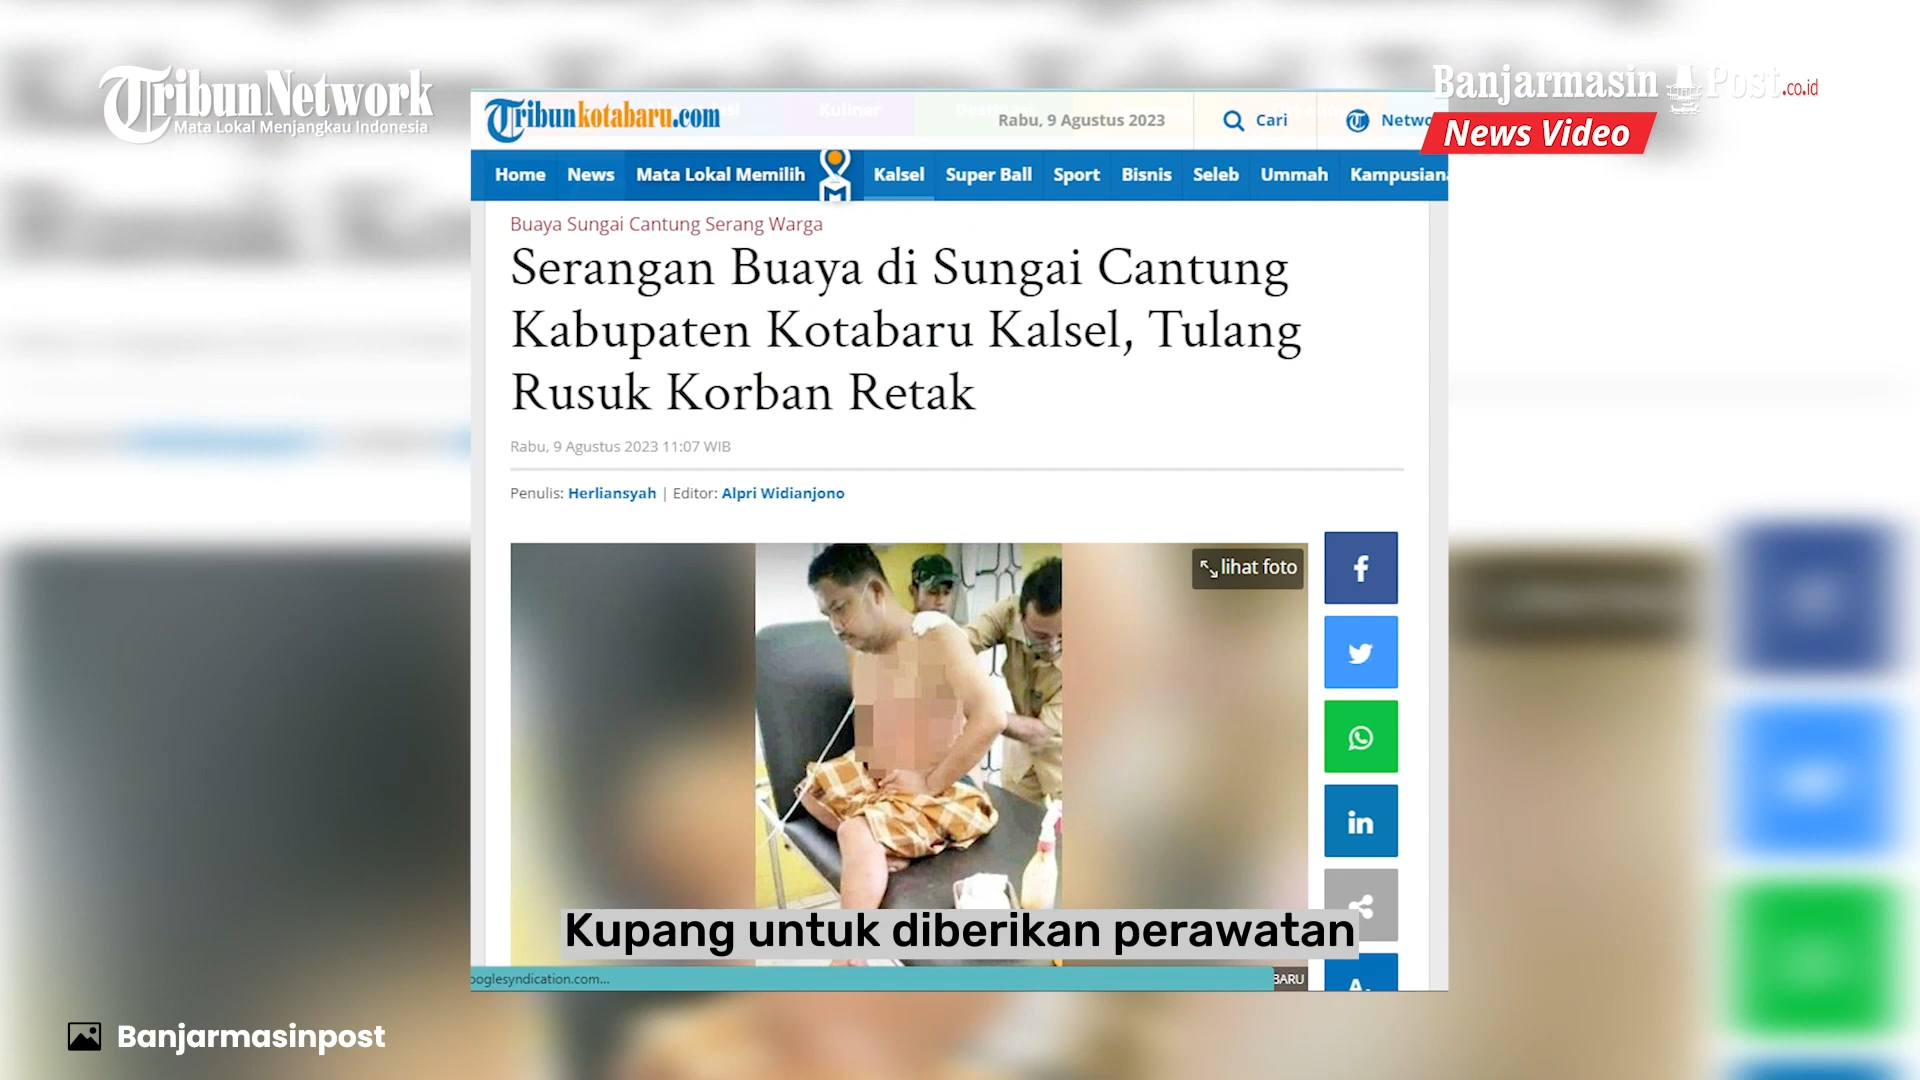 TribunNetwork
Mata Lokal Menjangkau Indonesia
Banjarmasin Post.co.id
News Video
Tribunkotabaru.com
Kuliner
Rabu, 9 Agustus 2023
Cari
Netwo
Home News Mata Lokal Memilih Kalsel Super Ball Sport Bisnis Seleb Ummah Kampusiana
Buaya Sungai Cantung Serang Warga
Serangan Buaya di Sungai Cantung
Kabupaten Kotabaru Kalsel, Tulang
Rusuk Korban Retak
Rabu, 9 Agustus 2023 11:07 WIB
Penulis: Herliansyah | Editor: Alpri Widianjono
lihat foto
Kupang untuk diberikan perawatan
ooglesyndication.com...
BARU
Banjarmasinpost